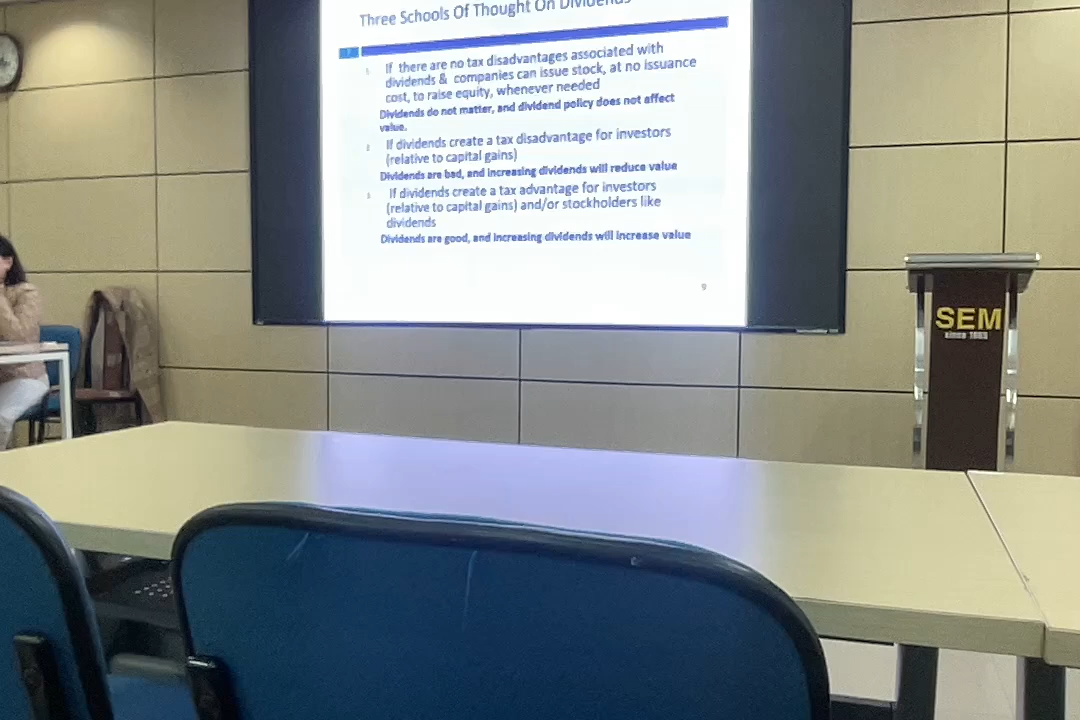 Three Schools Of Thought On Dividends
1
If there are no tax disadvantages associated with
dividends & companies can issue stock, at no issuance
cost, to raise equity, whenever needed
Dividends do not matter, and dividend policy does not affect
value.
2
If dividends create a tax disadvantage for investors
(relative to capital gains)
Dividends are bad, and increasing dividends will reduce value
3
If dividends create a tax advantage for investors
(relative to capital gains) and/or stockholders like
dividends
Dividends are good, and increasing dividends will increase value
9
SEM